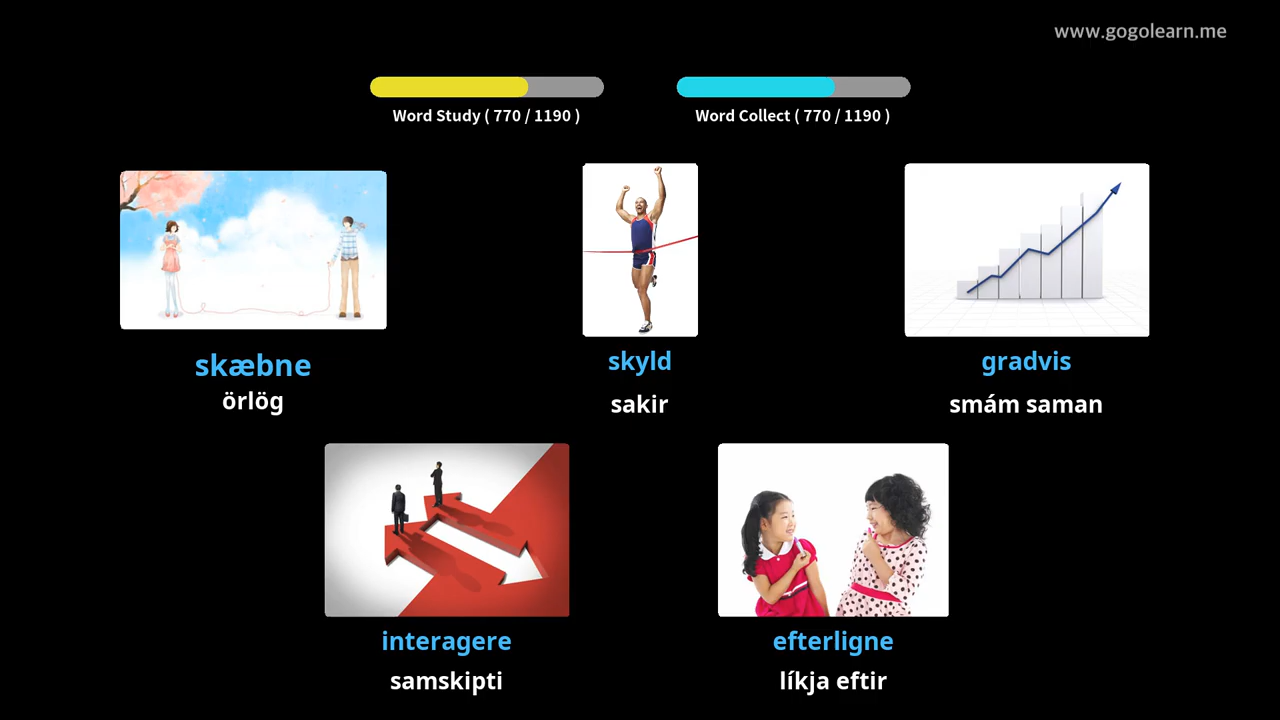 www.gogolearn.me
Word Study ( 770 / 1190 )
Word Collect ( 770 / 1190 )
skæbne
örlög
skyld
sakir
gradvis
smám saman
interagere
samskipti
efterligne
líkja eftir